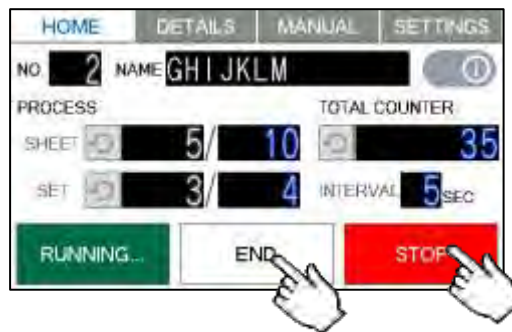 HOME DETAILS MANUAL SETTINGS
NO. 2 NAME GHIJKLM
PROCESS TOTAL COUNTER
SHEET 5/ 10 35
SET 3/ 4 INTERVAL 5 SEC
RUNNING... END STOP